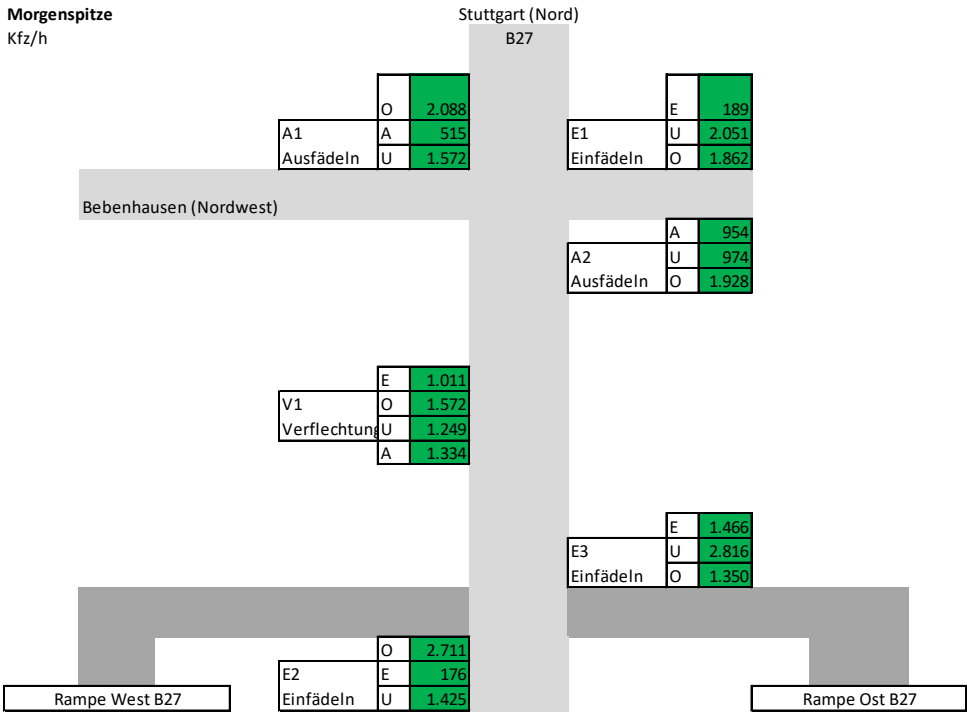 Morgenspitze
Stuttgart (Nord)
Kfz/h
B27
O 2.088
A1 A 515
Ausfädeln U 1.572
E 189
E1 U 2.051
Einfädeln O 1.862
Bebenhausen (Nordwest)
A 954
A2 U 974
Ausfädeln O 1.928
E 1.011
V1 O 1.572
Verflechtung U 1.249
A 1.334
E 1.466
E3 U 2.816
Einfädeln O 1.350
O 2.711
E2 E 176
Einfädeln U 1.425
Rampe West B27
Rampe Ost B27